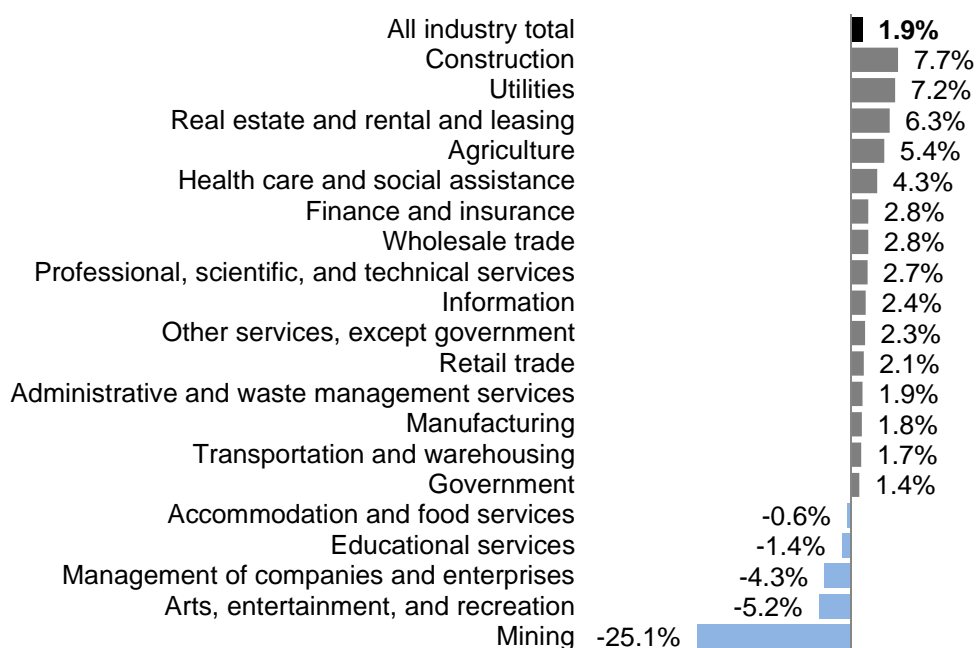 All industry total 1.9%
Construction 7.7%
Utilities 7.2%
Real estate and rental and leasing 6.3%
Agriculture 5.4%
Health care and social assistance 4.3%
Finance and insurance 2.8%
Wholesale trade 2.8%
Professional, scientific, and technical services 2.7%
Information 2.4%
Other services, except government 2.3%
Retail trade 2.1%
Administrative and waste management services 1.9%
Manufacturing 1.8%
Transportation and warehousing 1.7%
Government 1.4%
Accommodation and food services -0.6%
Educational services -1.4%
Management of companies and enterprises -4.3%
Arts, entertainment, and recreation -5.2%
Mining -25.1%